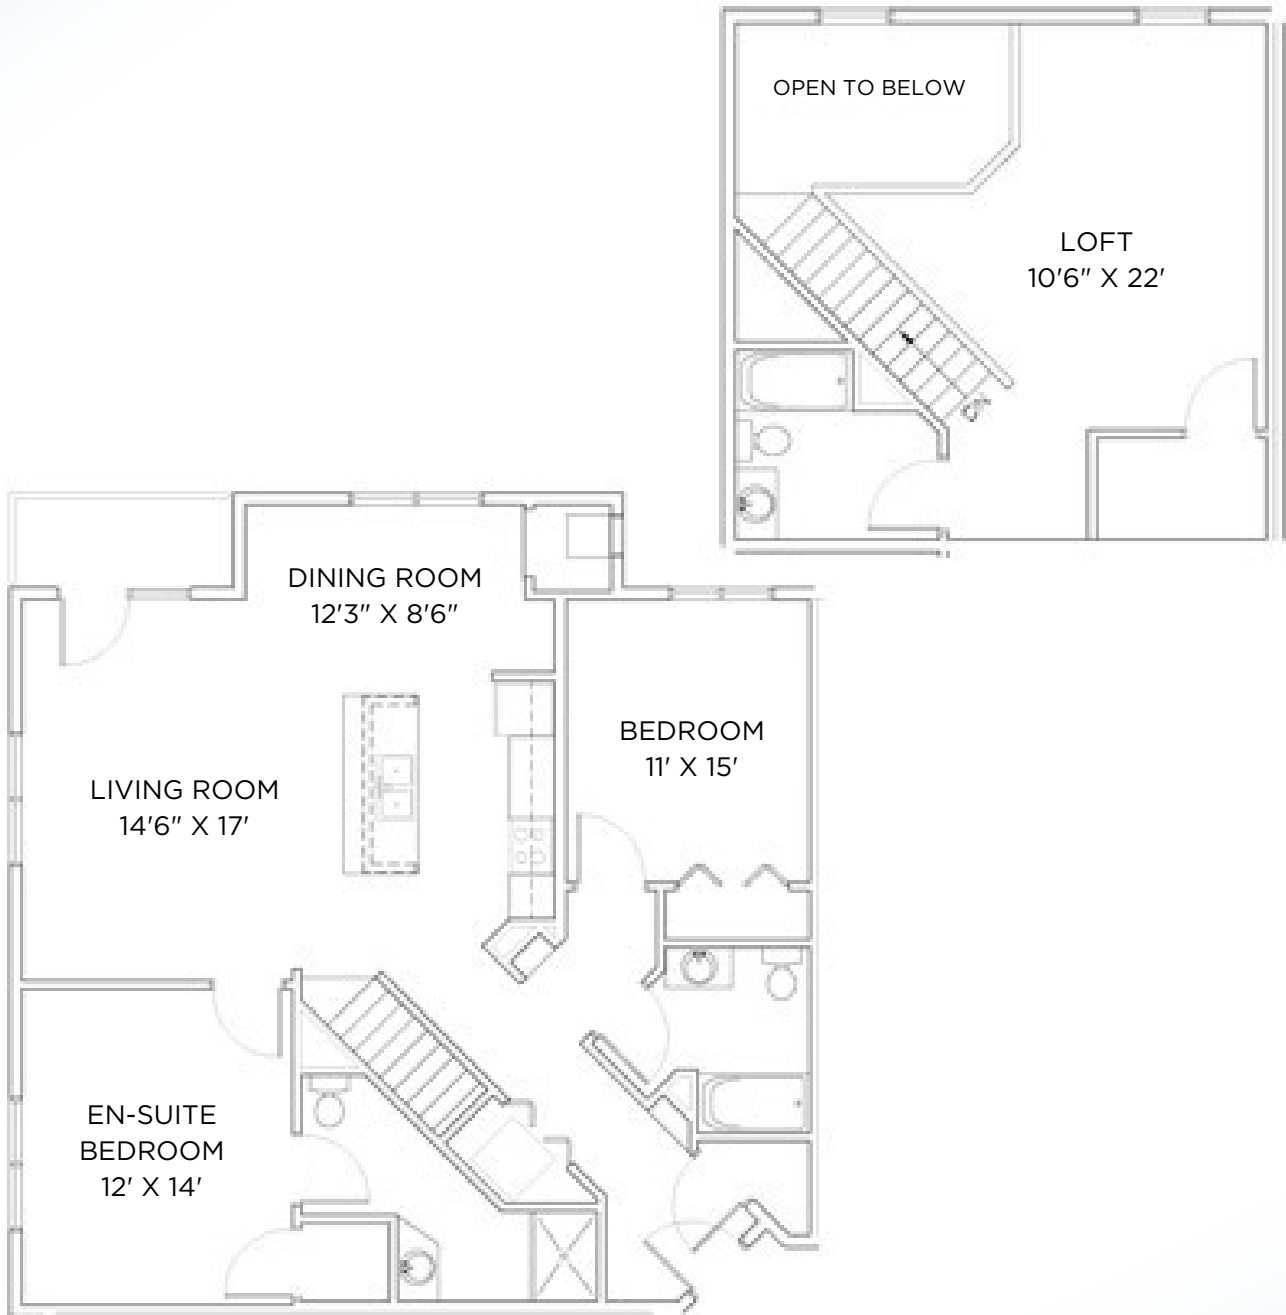 OPEN TO BELOW
LOFT
10'6" X 22'
DINING ROOM
12'3" X 8'6"
BEDROOM
11' X 15'
LIVING ROOM
14'6" X 17'
EN-SUITE
BEDROOM
12' X 14'